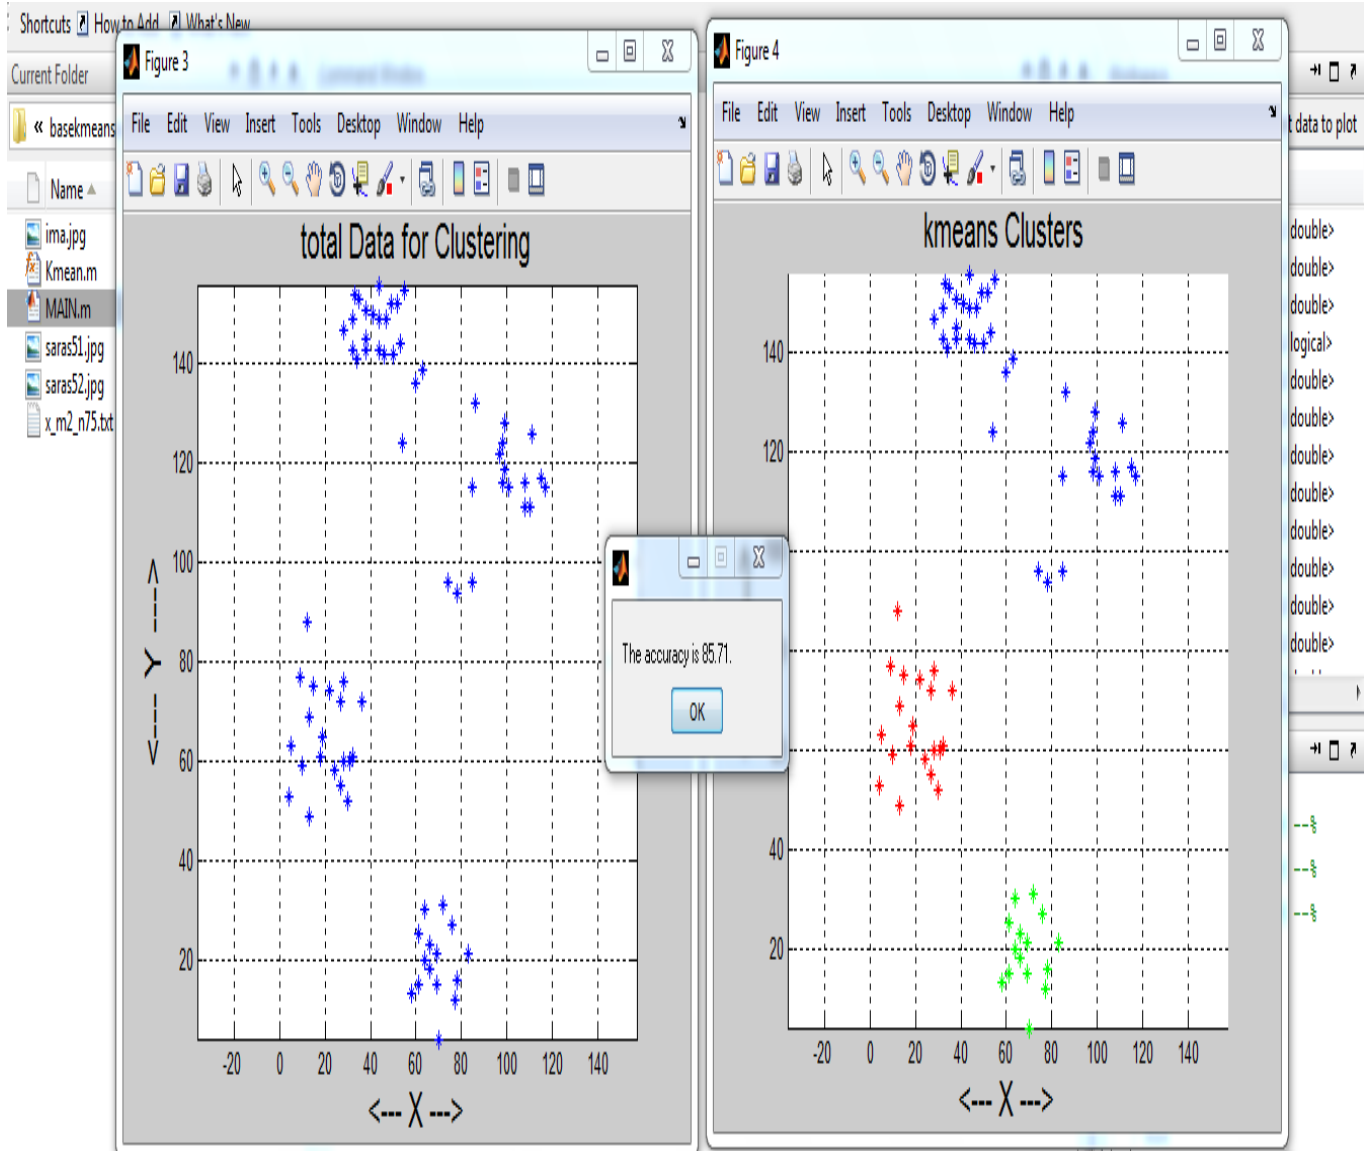 Shortcuts How to Add What's New
Current Folder
« basekmeans
Name
ima.jpg
Kmean.m
MAIN.m
saras51.jpg
saras52.jpg
x_m2_n75.txt
Figure 3
File Edit View Insert Tools Desktop Window Help
total Data for Clustering
140
120
100
80
60
40
20
<--- Y --->
-20 0 20 40 60 80 100 120 140
<--- X --->
The accuracy is 85.71.
OK
Figure 4
File Edit View Insert Tools Desktop Window Help
kmeans Clusters
140
120
40
20
-20 0 20 40 60 80 100 120 140
<--- X --->
t data to plot
double>
double>
double>
logical>
double>
double>
double>
double>
double>
double>
double>
double>
--%
--%
--%